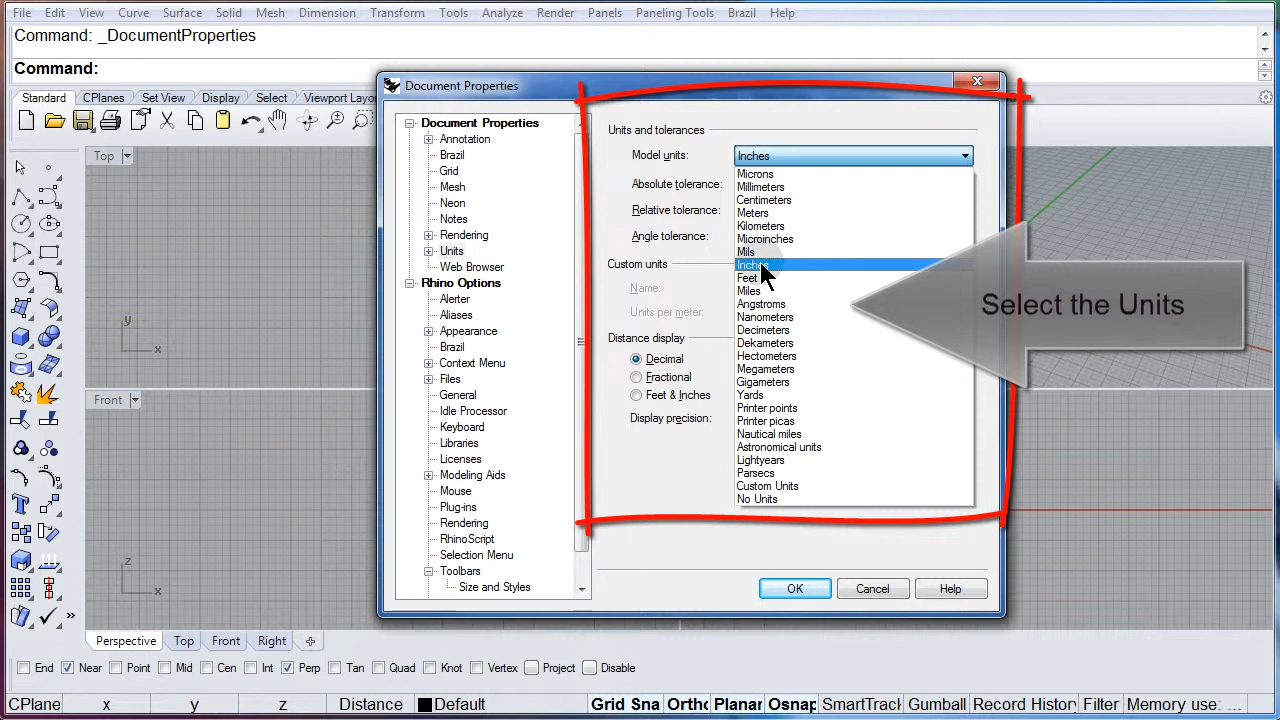 File Edit View Curve Surface Solid Mesh Dimension Transform Tools Analyze Render Panels Paneling Tools Brazil Help
Command: _DocumentProperties
Command:
Standard CPlanes Set View Display Select Viewport Layou
Document Properties
Top
Front
y
x
z
x
Document Properties
Annotation
Brazil
Grid
Mesh
Neon
Notes
Rendering
Units
Web Browser
Rhino Options
Alerter
Aliases
Appearance
Brazil
Context Menu
Files
General
Idle Processor
Keyboard
Libraries
Licenses
Modeling Aids
Mouse
Plug-ins
Rendering
RhinoScript
Selection Menu
Toolbars
Size and Styles
Units and tolerances
Model units: Inches
Absolute tolerance:
Relative tolerance:
Angle tolerance:
Custom units
Name:
Units per meter:
Distance display
Decimal
Fractional
Feet & Inches
Display precision:
Microns
Millimeters
Centimeters
Meters
Kilometers
Microinches
Mils
Inches
Feet
Miles
Angstroms
Nanometers
Decimeters
Dekameters
Hectometers
Megameters
Gigameters
Yards
Printer points
Printer picas
Nautical miles
Astronomical units
Lightyears
Parsecs
Custom Units
No Units
Select the Units
OK Cancel Help
Perspective Top Front Right
End Near Point Mid Cen Int Perp Tan Quad Knot Vertex Project Disable
CPlane x y z Distance Default Grid Sna Ortho Planar Osnap SmartTrack Gumball Record History Filter Memory use: ...